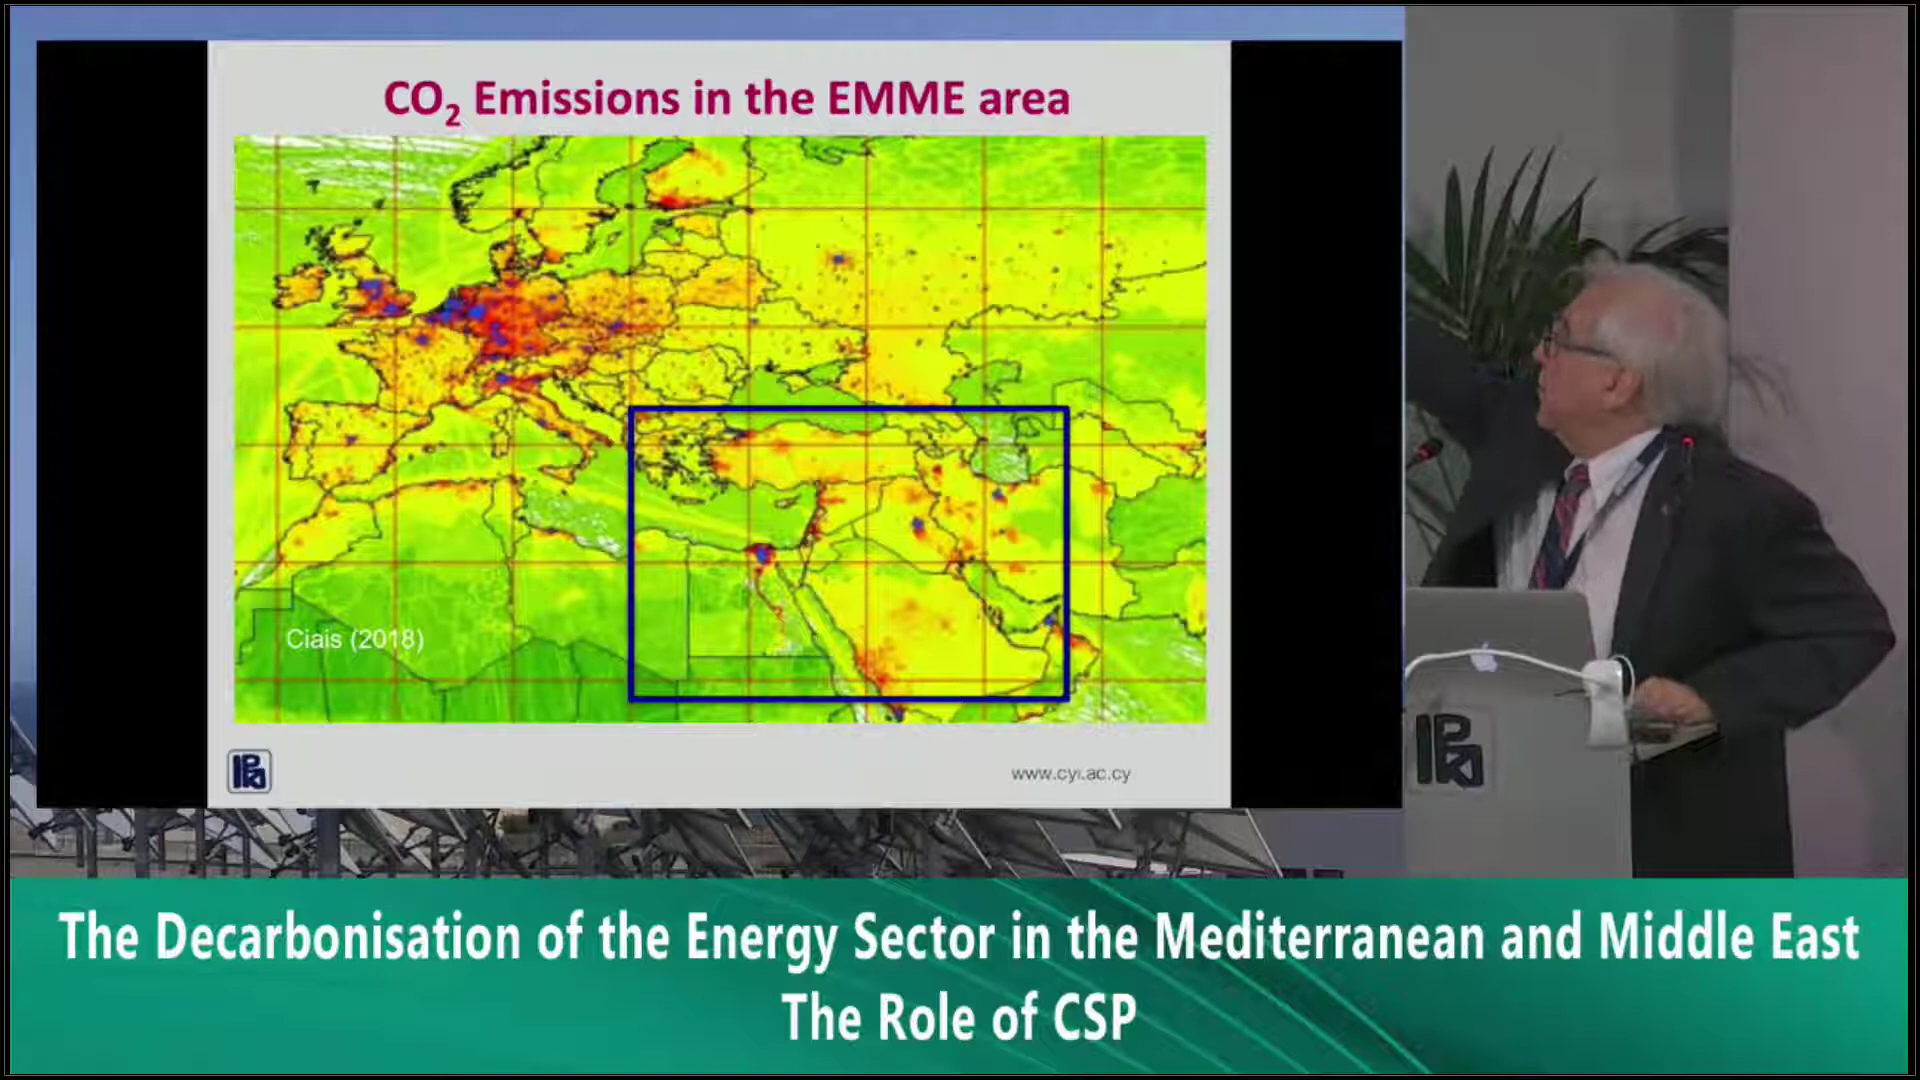 CO₂ Emissions in the EMME area
Ciais (2018)
www.cyi.ac.cy
The Decarbonisation of the Energy Sector in the Mediterranean and Middle East
The Role of CSP